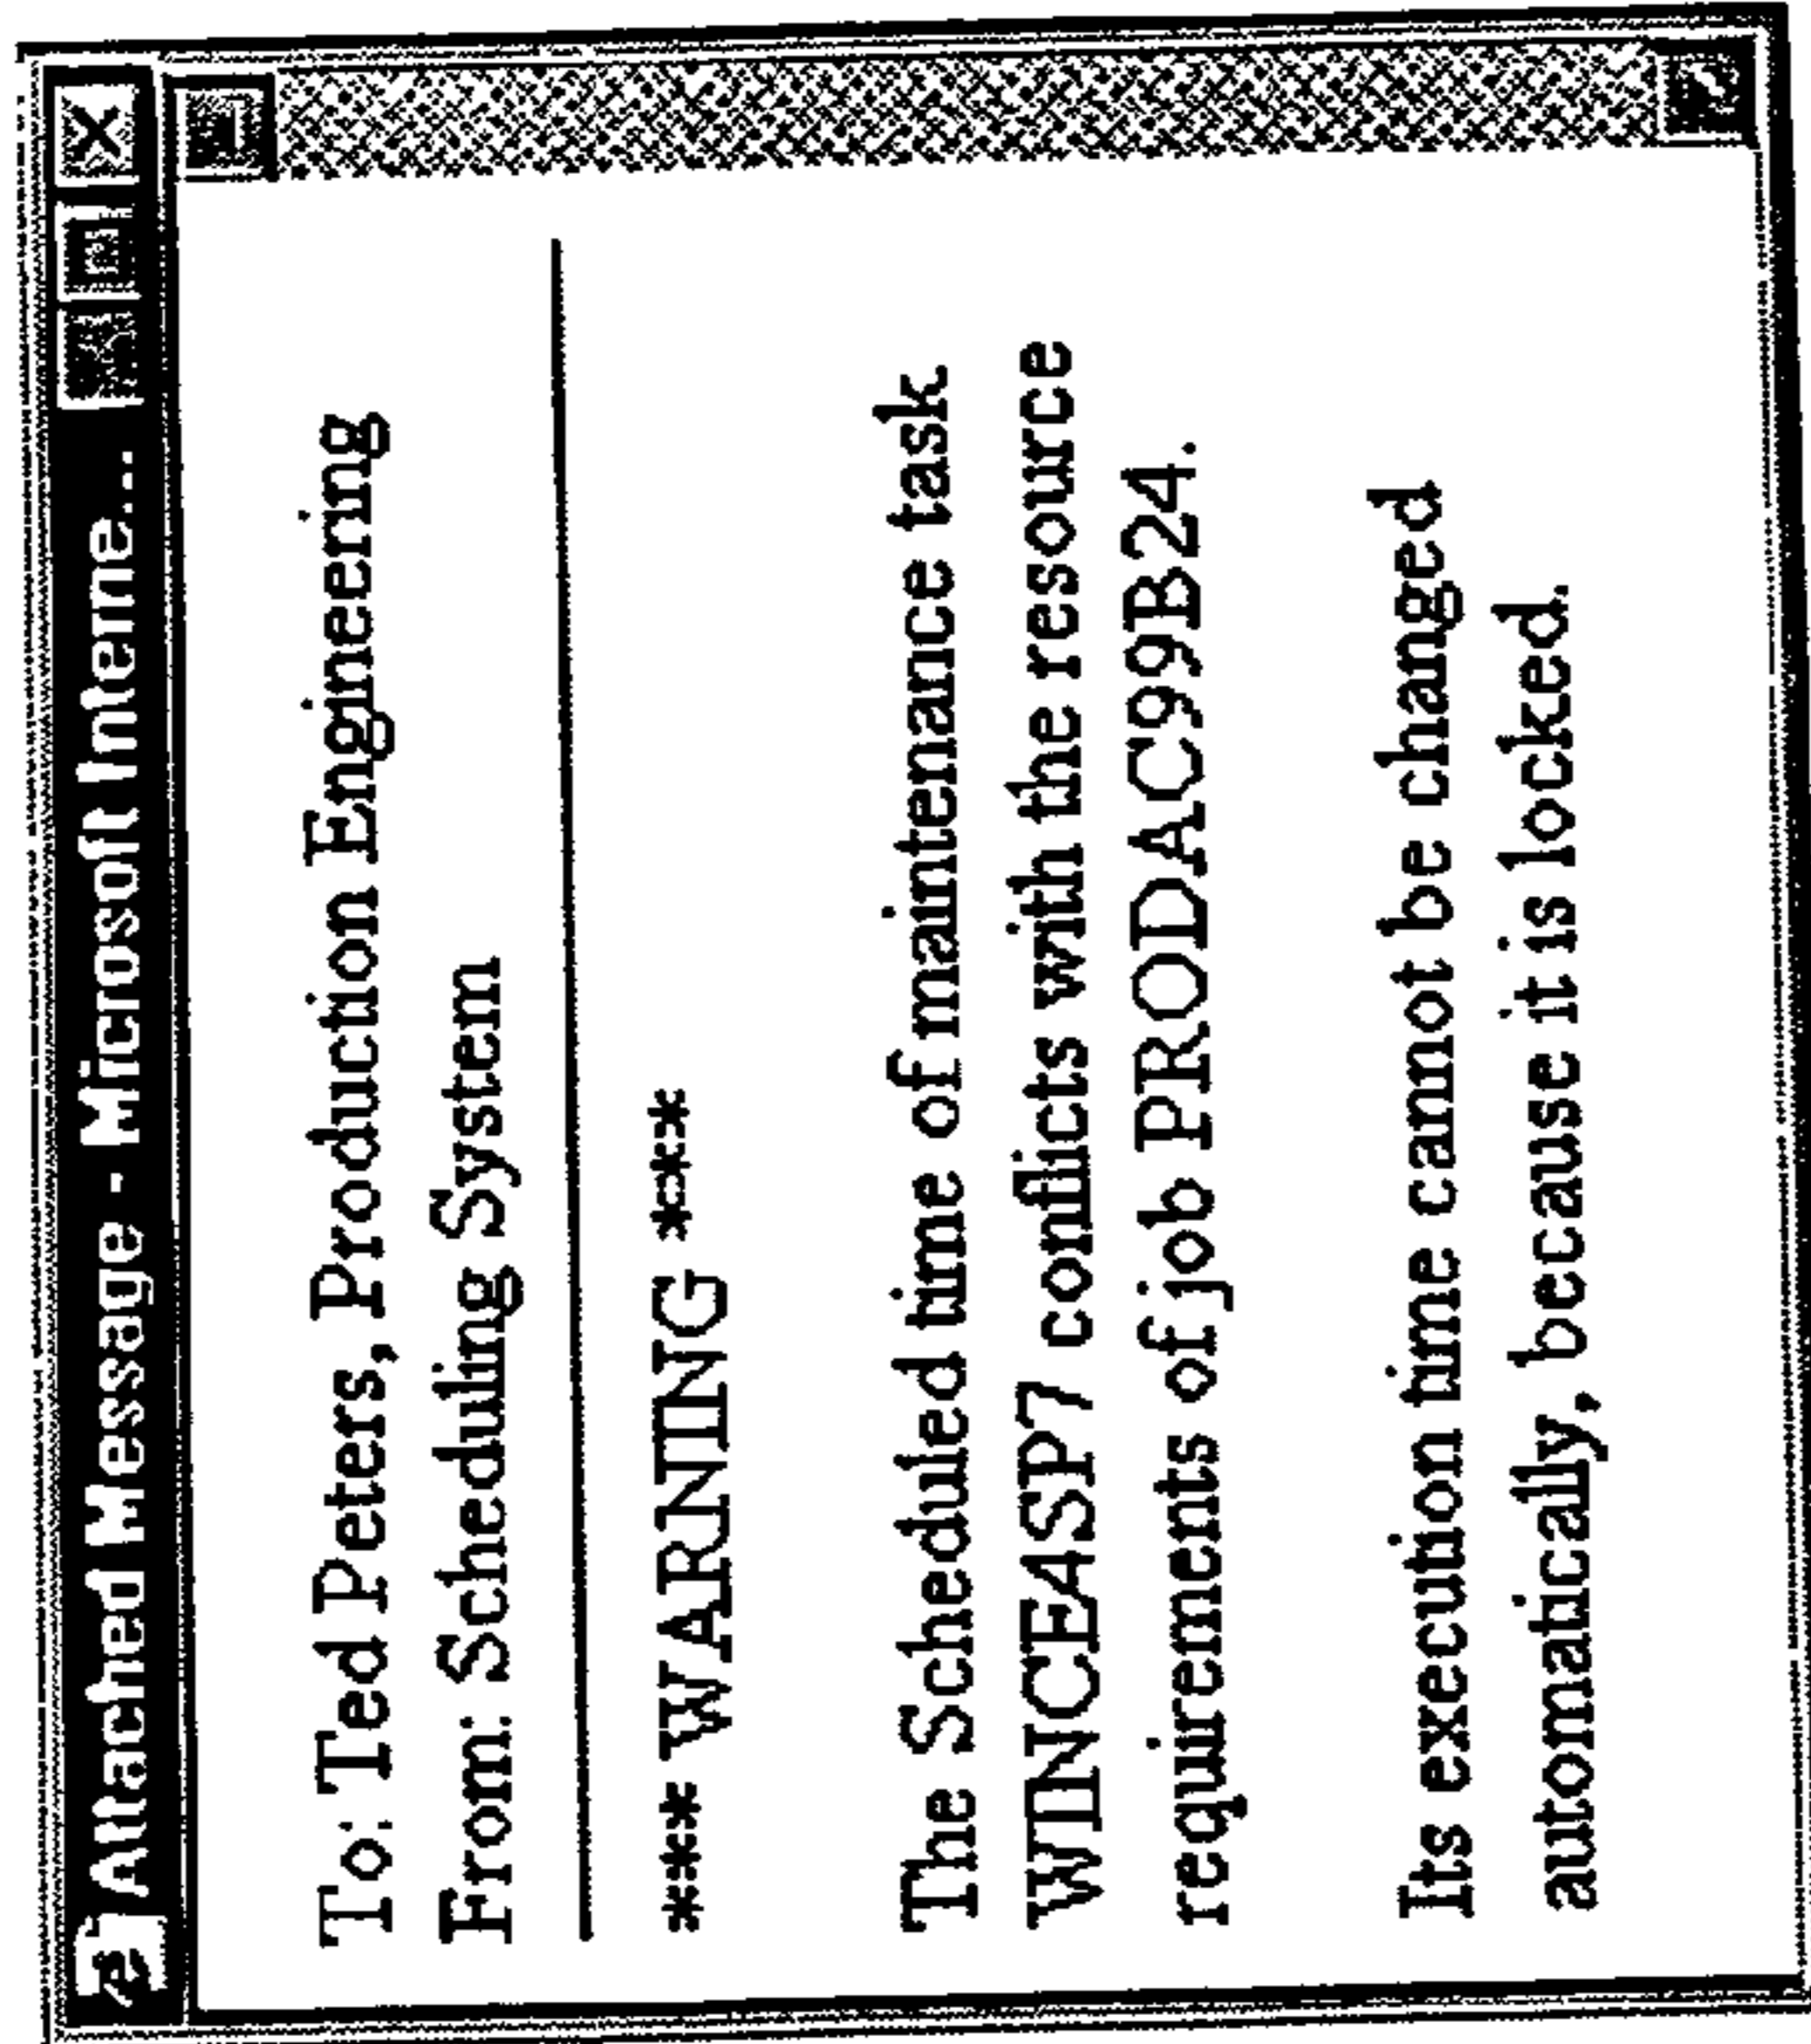 Attached Message - Microsoft Interne...
To: Ted Peters, Production Engineering
From: Scheduling System
**** WARNING ****
The Scheduled time of maintenance task
WINCE4SP7 conflicts with the resource
requirements of job PRODAC99B24.
Its execution time cannot be changed
automatically, because it is locked.